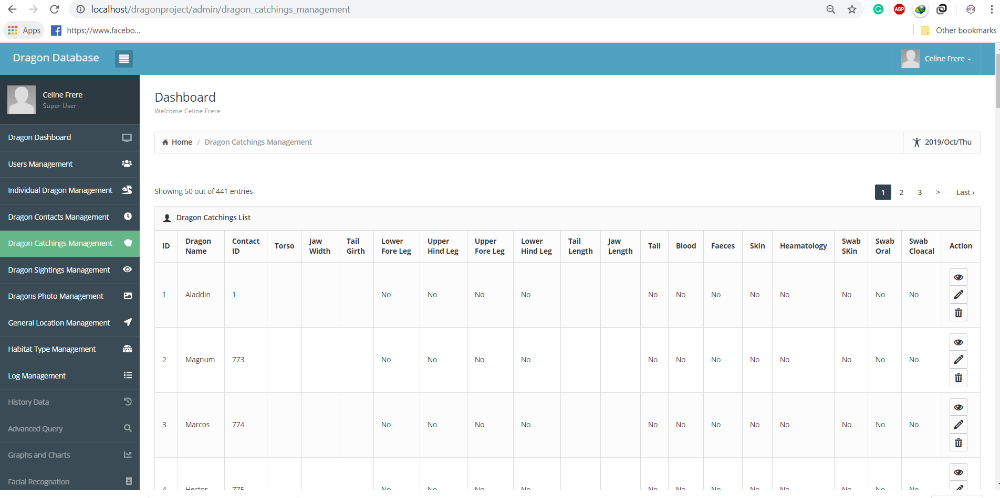 localhost/dragonproject/admin/dragon_catchings_management
ABP
era
Apps
https://www.facebo...
Other bookmarks
Dragon Database
Celine Frere
Celine Frere
Super User
Dragon Dashboard
Users Management
Individual Dragon Management
Dragon Contacts Management
Dragon Catchings Management
Dragon Sightings Management
Dragons Photo Management
General Location Management
Habitat Type Management
Log Management
History Data
Advanced Query
Graphs and Charts
Facial Recognation
Dashboard
Welcome Celine Frere
Home / Dragon Catchings Management
2019/Oct/Thu
Showing 50 out of 441 entries
1 2 3 > Last ›
Dragon Catchings List
ID Dragon Name Contact ID Torso Jaw Width Tail Girth Lower Fore Leg Upper Hind Leg Upper Fore Leg Lower Hind Leg Tail Length Jaw Length Tail Blood Faeces Skin Heamatology Swab SKin Swab Oral Swab Cloacal Action
1 Aladdin 1 No No No No No No No No No No No No
2 Magnum 773 No No No No No No No No No No No No
3 Marcos 774 No No No No No No No No No No No No
4 Hector 775 No No No No No No No No No No No No